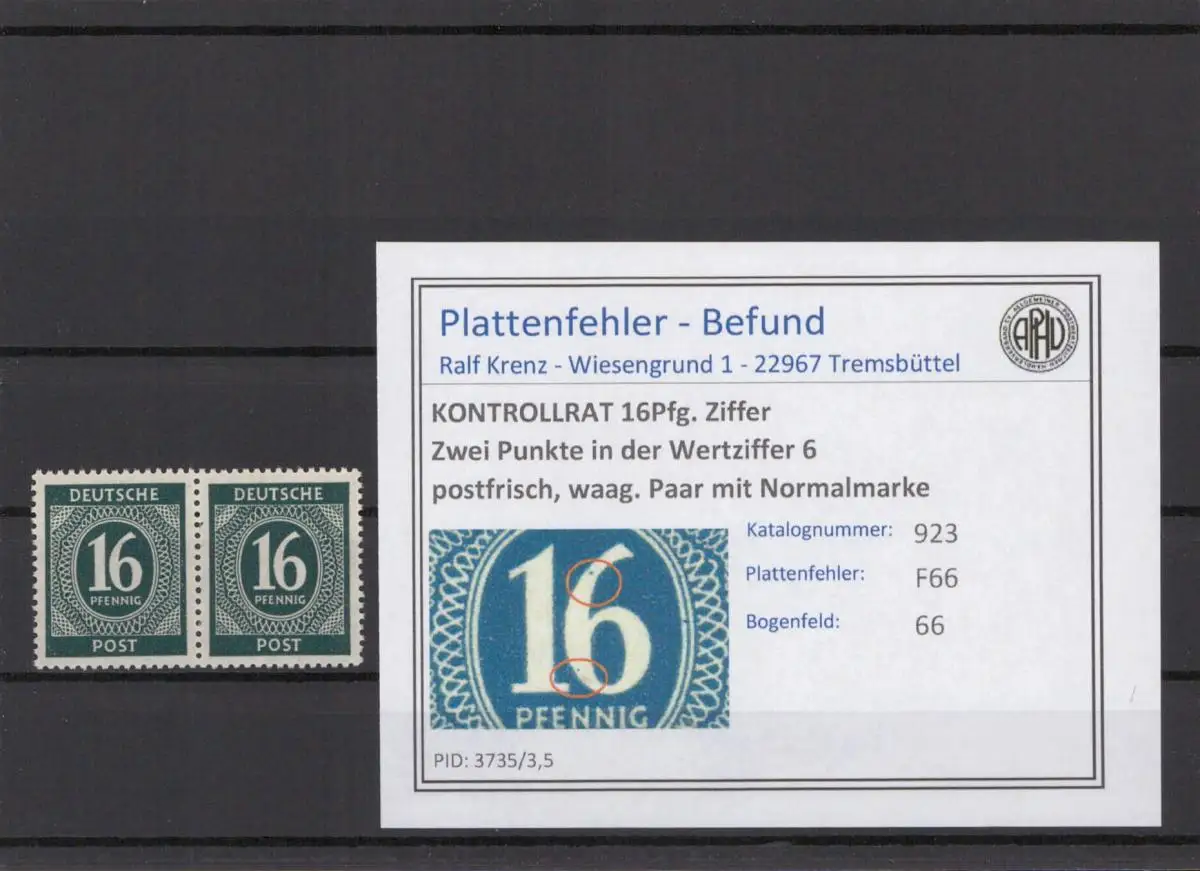 DEUTSCHE
16
PFENNIG
POST
DEUTSCHE
16
PFENNIG
POST
Plattenfehler - Befund
Ralf Krenz - Wiesengrund 1 - 22967 Tremsbüttel
APHV
KONTROLLRAT 16Pfg. Ziffer
Zwei Punkte in der Wertziffer 6
postfrisch, waag. Paar mit Normalmarke
16
PFENNIG
Katalognummer: 923
Plattenfehler: F66
Bogenfeld: 66
PID: 3735/3,5